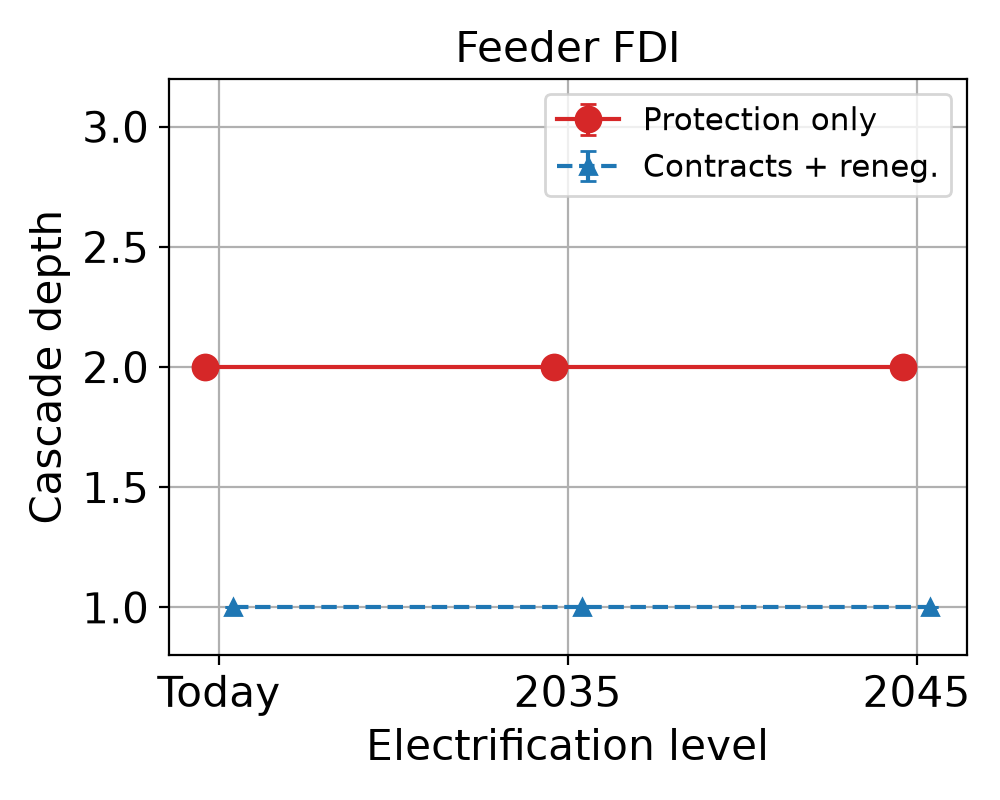 Feeder FDI
Protection only
Contracts + reneg.
Cascade depth
3.0
2.5
2.0
1.5
1.0
Today 2035 2045
Electrification level